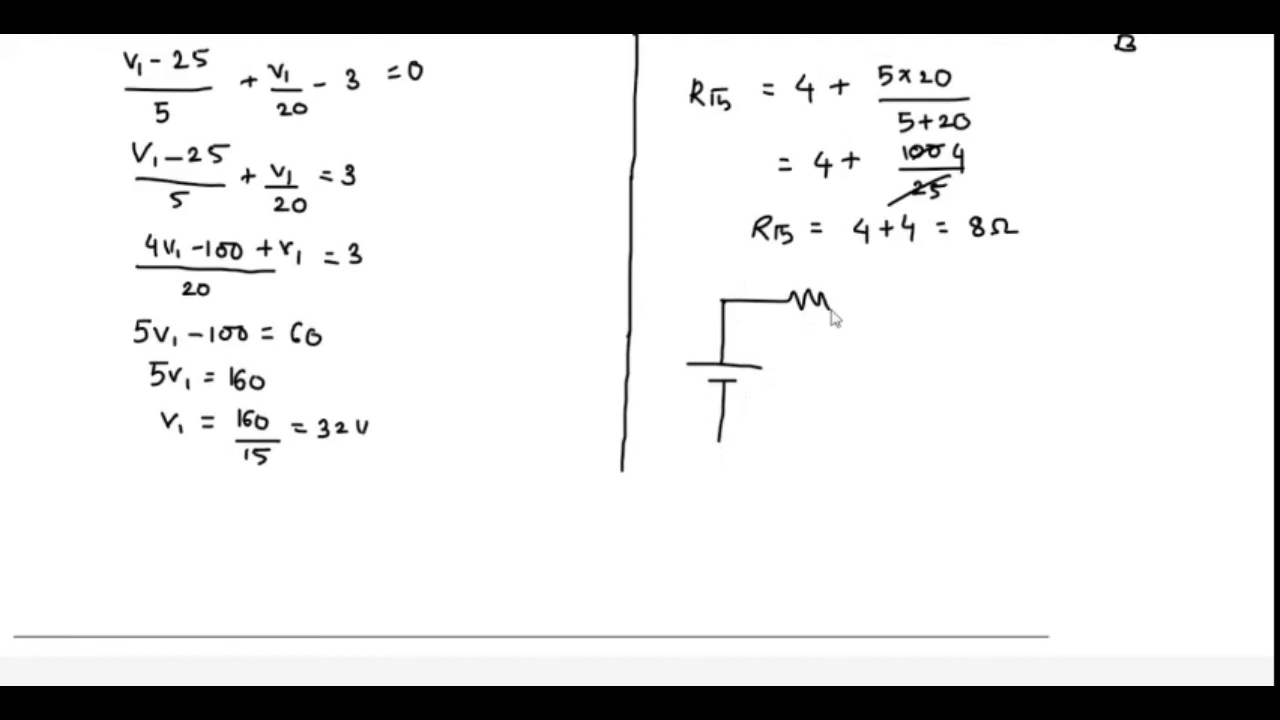 V₁ - 25 / 5 + V₁ / 20 - 3 = 0
V₁ - 25 / 5 + V₁ / 20 = 3
4V₁ - 100 + V₁ / 20 = 3
5V₁ - 100 = 60
5V₁ = 160
V₁ = 160 / 15 = 32V
B
RTh = 4 + 5 × 20 / 5 + 20
= 4 + 100 4 / 25
RTh = 4 + 4 = 8Ω